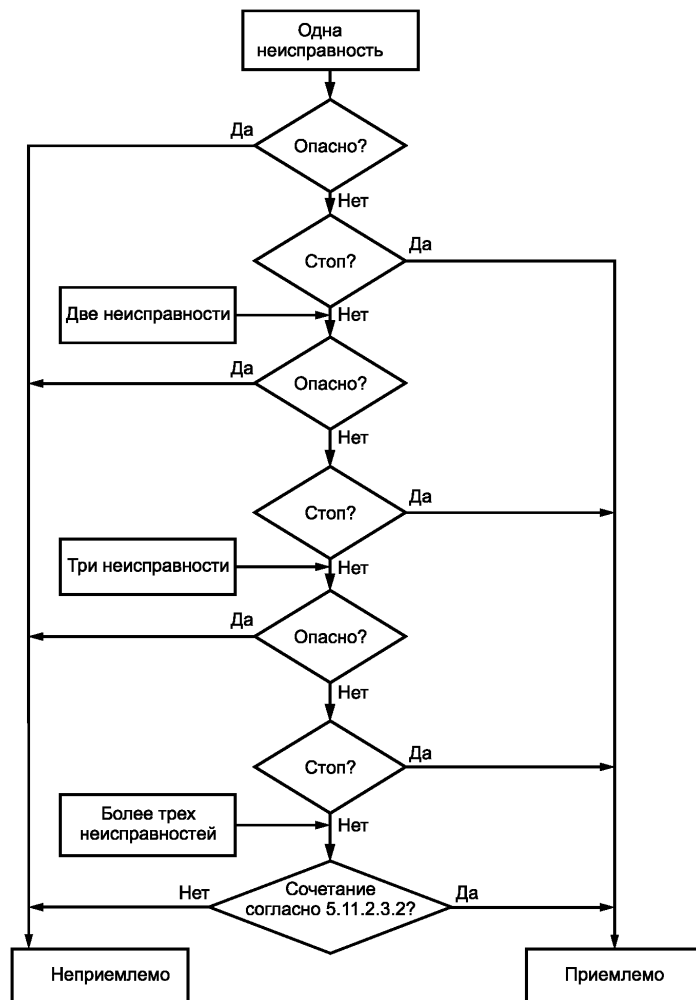 Одна
неисправность
Да
Опасно?
Нет
Да
Стоп?
Две неисправности
Нет
Да
Опасно?
Нет
Да
Стоп?
Три неисправности
Нет
Да
Опасно?
Нет
Да
Стоп?
Более трех
неисправностей
Нет
Нет
Сочетание
согласно 5.11.2.3.2?
Да
Неприемлемо
Приемлемо